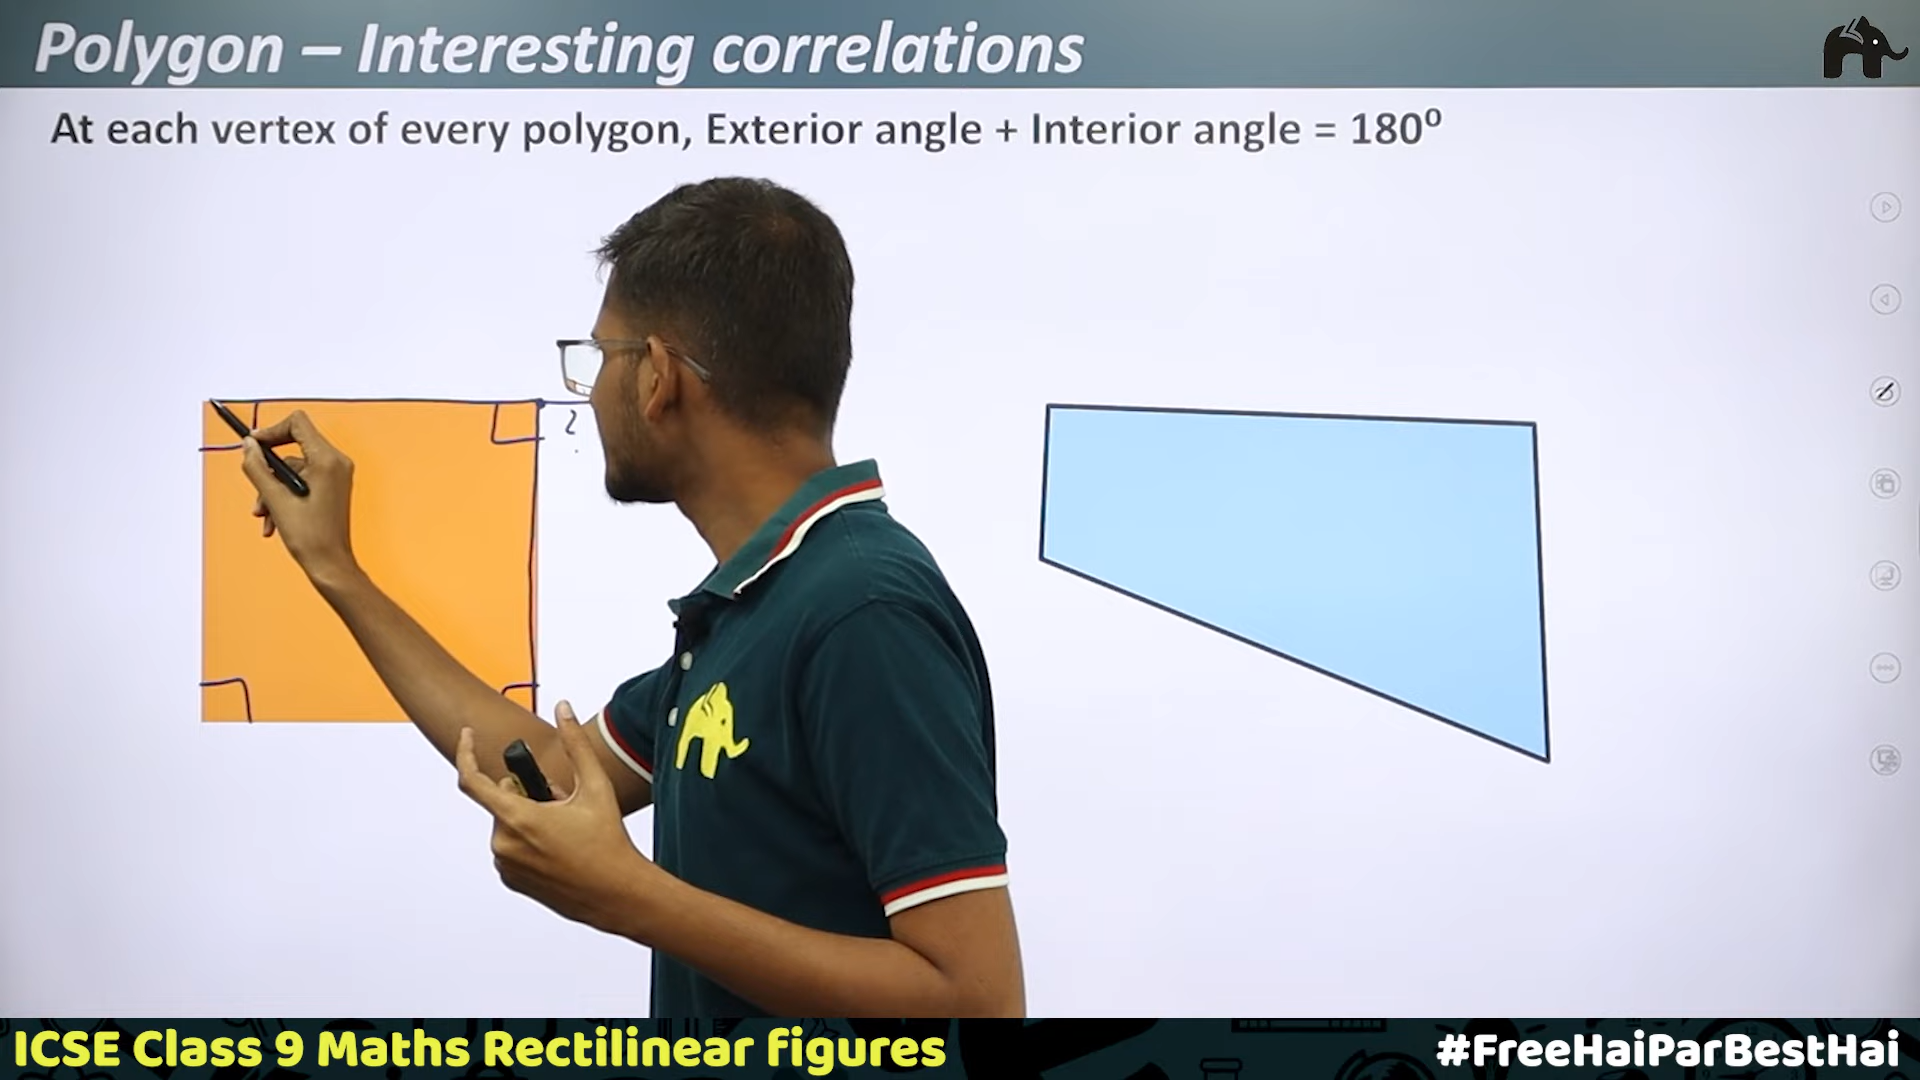 Polygon – Interesting correlations
At each vertex of every polygon, Exterior angle + Interior angle = 180⁰
?
ICSE Class 9 Maths Rectilinear figures
#FreeHaiParBestHai